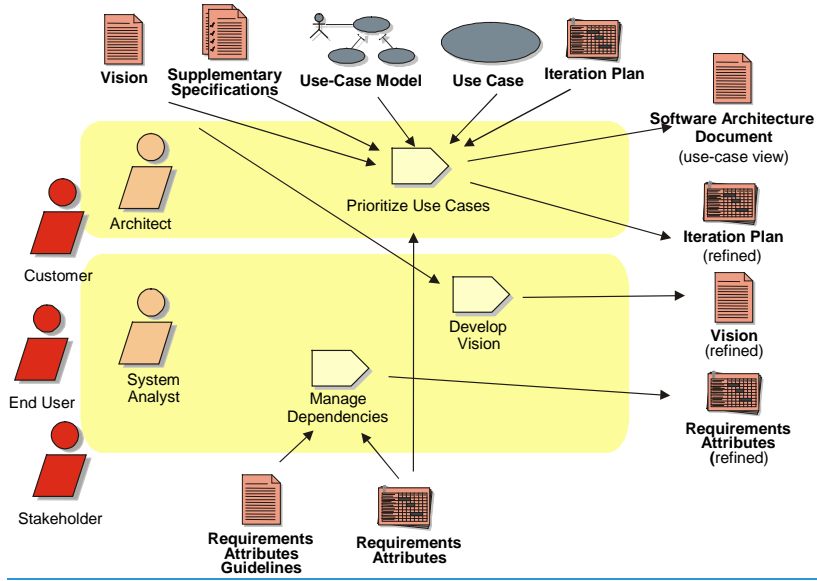 Vision
Supplementary
Specifications
Use-Case Model
Use Case
Iteration Plan
Software Architecture
Document
(use-case view)
Architect
Prioritize Use Cases
Customer
Iteration Plan
(refined)
System
Analyst
Develop
Vision
Vision
(refined)
End User
Manage
Dependencies
Requirements
Attributes
(refined)
Stakeholder
Requirements
Attributes
Guidelines
Requirements
Attributes